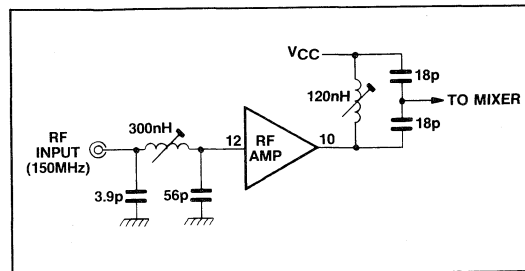 VCC
18p
120nH
TO MIXER
18p
300nH
RF
INPUT
(150MHz)
12
RF
AMP
10
3.9p
56p